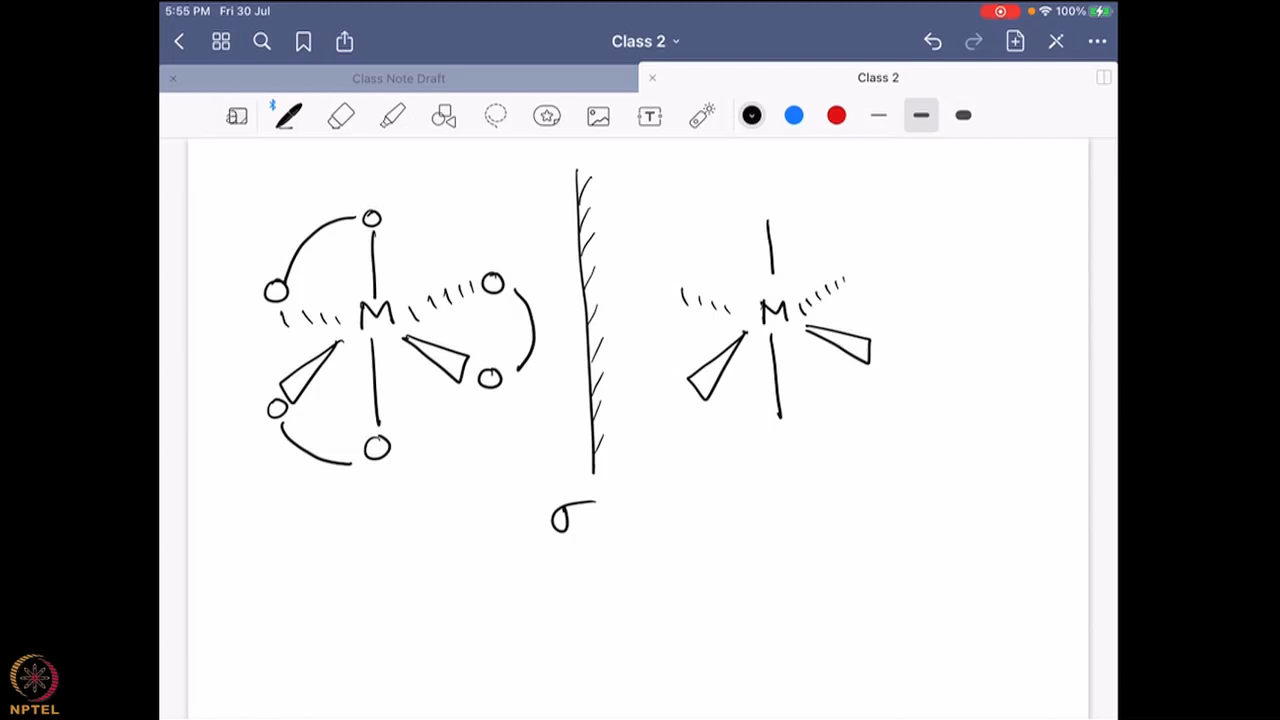 5:55 PM Fri 30 Jul
100%
Class 2
Class Note Draft
Class 2
T
O
O
O
M
M
O
O
O
σ
NPTEL